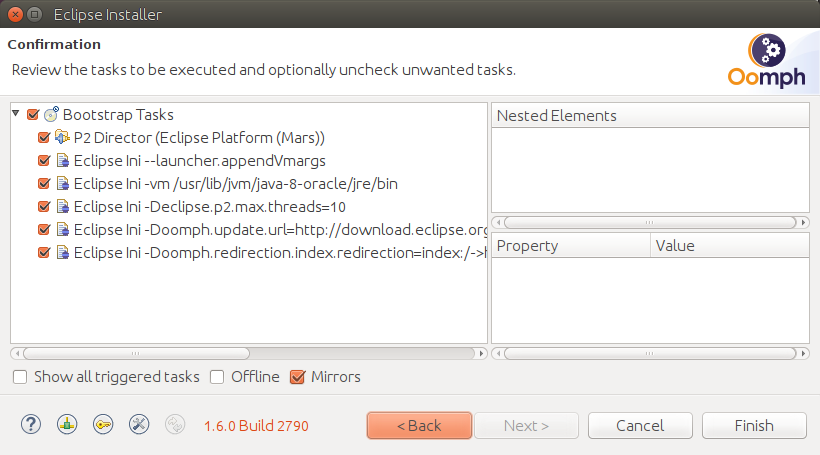 Eclipse Installer
Confirmation
Review the tasks to be executed and optionally uncheck unwanted tasks.
Oomph
Bootstrap Tasks
P2 Director (Eclipse Platform (Mars))
Eclipse Ini --launcher.appendVmargs
Eclipse Ini -vm /usr/lib/jvm/java-8-oracle/jre/bin
Eclipse Ini -Declipse.p2.max.threads=10
Eclipse Ini -Doomph.update.url=http://download.eclipse.org
Eclipse Ini -Doomph.redirection.index.redirection=index:/->h
Nested Elements
Property Value
Show all triggered tasks Offline Mirrors
? 1.6.0 Build 2790 < Back Next > Cancel Finish